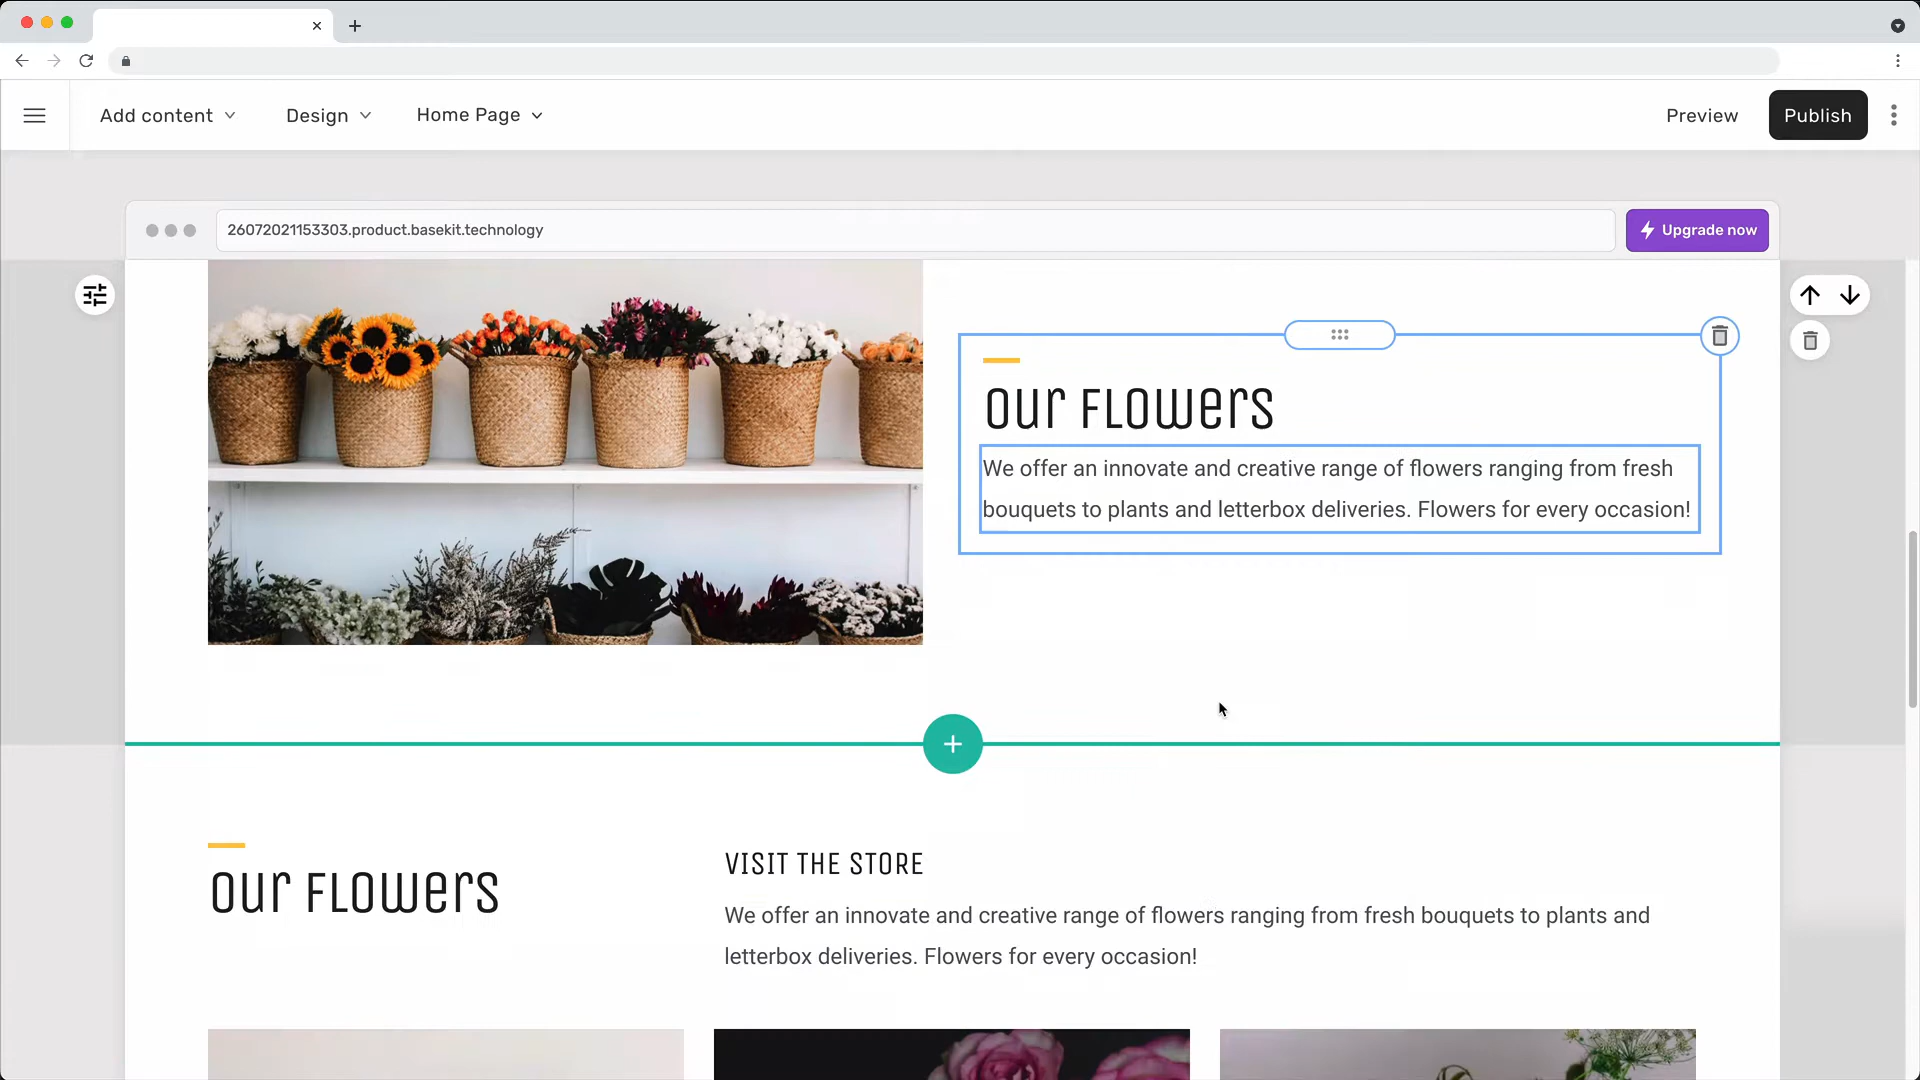 Add content
Design
Home Page
Preview
Publish
26072021153303.product.basekit.technology
Upgrade now
our Flowers
We offer an innovate and creative range of flowers ranging from fresh
bouquets to plants and letterbox deliveries. Flowers for every occasion!
our Flowers
VISIT THE STORE
We offer an innovate and creative range of flowers ranging from fresh bouquets to plants and
letterbox deliveries. Flowers for every occasion!